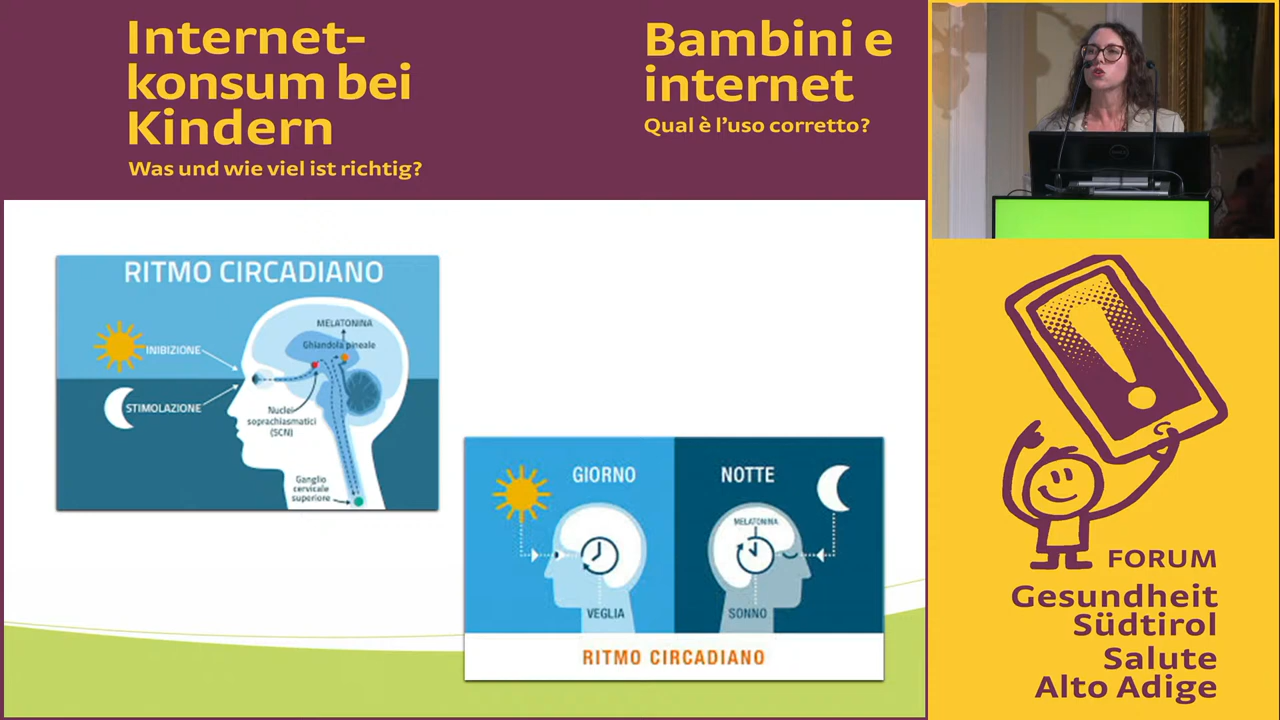 Internet-
konsum bei
Kindern
Was und wie viel ist richtig?
Bambini e
internet
Qual è l'uso corretto?
RITMO CIRCADIANO
MELATONINA
Ghiandola pineale
INIBIZIONE
STIMOLAZIONE
Nuclei
soprachiasmatici
(SCN)
Ganglio
cervicale
superiore
GIORNO
NOTTE
MELATONINA
VEGLIA
SONNO
RITMO CIRCADIANO
DELL
FORUM
Gesundheit
Südtirol
Salute
Alto Adige